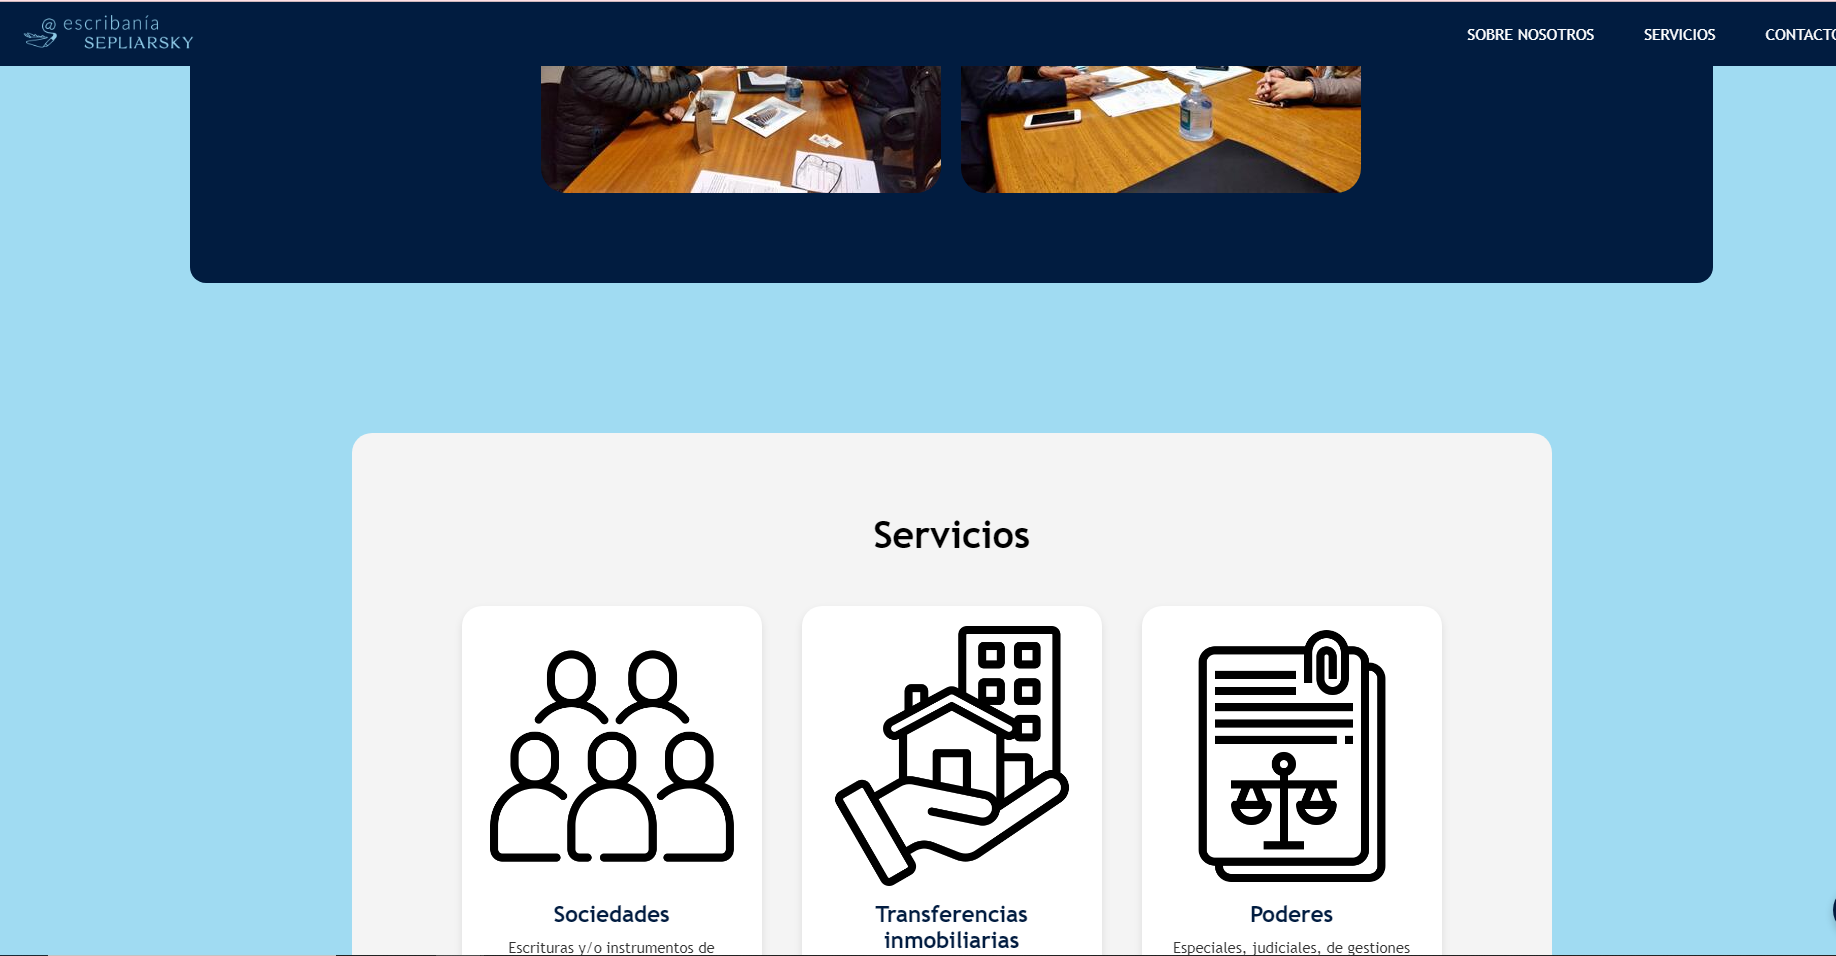 @ escribanía
SEPLIARSKY
SOBRE NOSOTROS
SERVICIOS
CONTACTO
Servicios
Sociedades
Escrituras y/o instrumentos de
Transferencias
inmobiliarias
Poderes
Especiales, judiciales, de gestiones